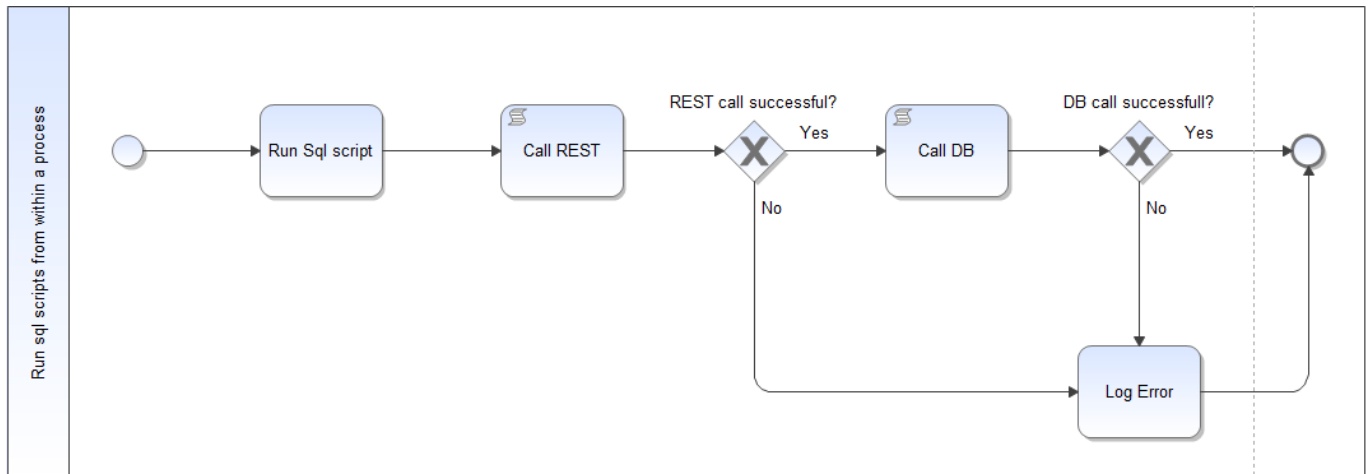 Run sql scripts from within a process
REST call successful?
DB call successfull?
Yes
Yes
Run Sql script
Call REST
Call DB
No
No
Log Error